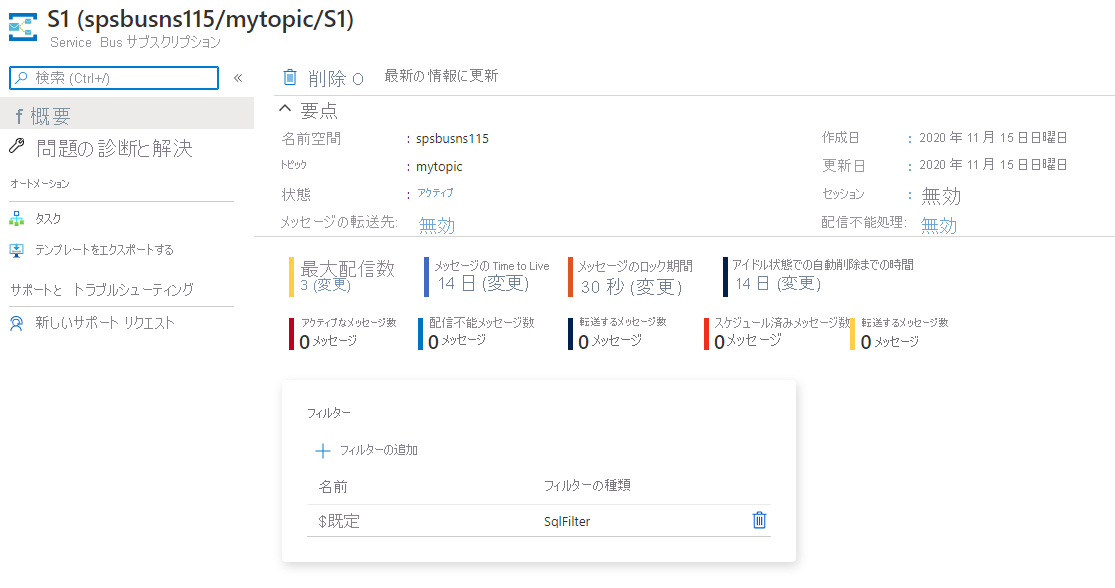 S1 (spsbusns115/mytopic/S1)
Service Bus サブスクリプション
検索 (Ctrl+/)
«
f 概要
問題の診断と解決
オートメーション
タスク
テンプレートをエクスポートする
サポートと トラブルシューティング
新しいサポート リクエスト
削除 O 最新の情報に更新
要点
名前空間 : spsbusns115
トピック : mytopic
状態 : アクティブ
メッセージの転送先: 無効
作成日 : 2020 年 11 月 15 日日曜日
更新日 : 2020 年 11 月 15 日日曜日
セッション : 無効
配信不能処理: 無効
最大配信数
3 (変更)
メッセージの Time to Live
14 日 (変更)
メッセージのロック期間
30 秒 (変更)
アイドル状態での自動削除までの時間
14 日 (変更)
アクティブなメッセージ数
0 メッセージ
配信不能メッセージ数
0 メッセージ
転送するメッセージ数
0 メッセージ
スケジュール済みメッセージ数
0メッセージ
転送するメッセージ数
0 メッセージ
フィルター
フィルターの追加
名前 フィルターの種類
$既定 SqlFilter